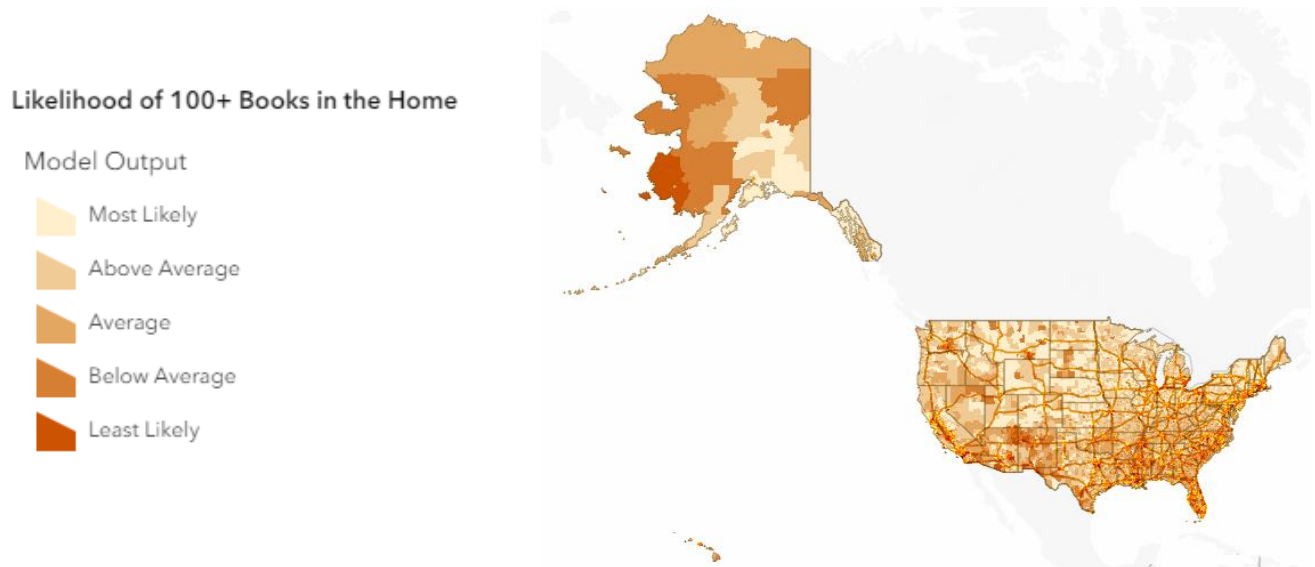 Likelihood of 100+ Books in the Home
Model Output
Most Likely
Above Average
Average
Below Average
Least Likely